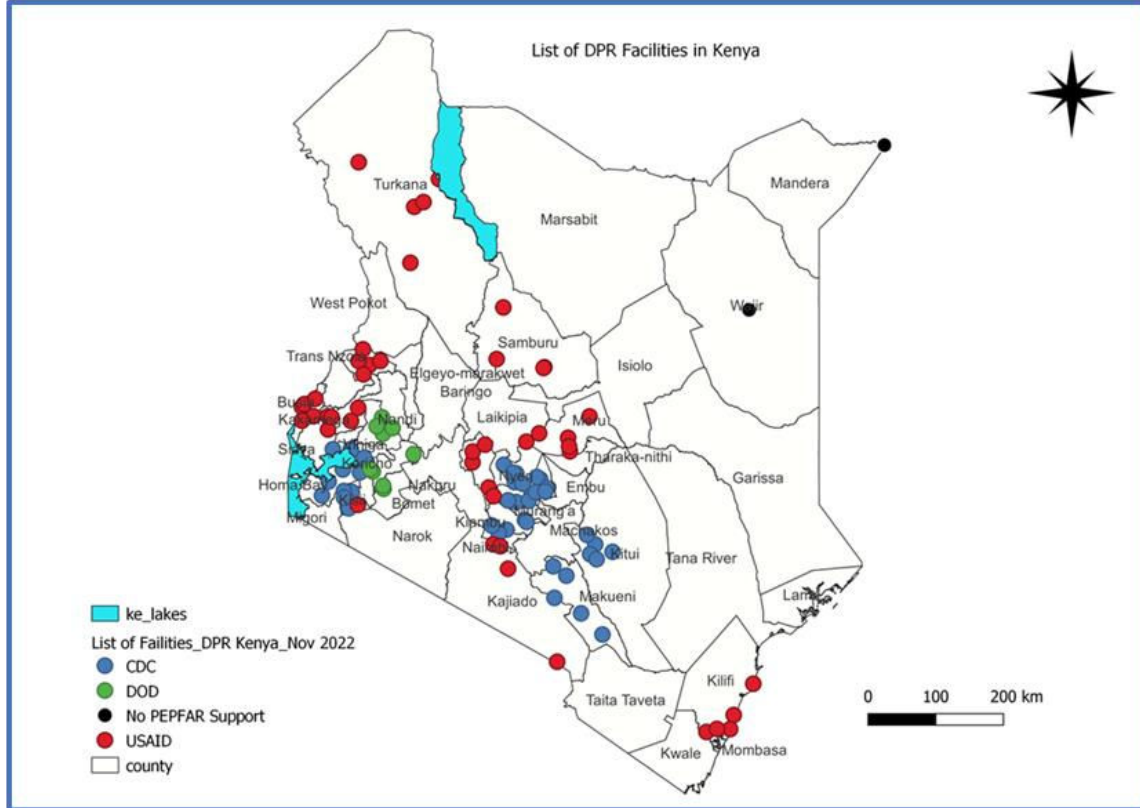 List of DPR Facilities in Kenya
Turkana
Mandera
Marsabit
Wajir
West Pokot
Samburu
Trans Nzoia
Isiolo
Elgeyo-marakwet
Baringo
Laikipia
Meru
Nandi
Tharaka-nithi
Garissa
Siaya
Kericho
Homa Bay
Nakuru
Nyeri
Embu
Kisii
Bomet
Murang'a
Migori
Kiambu
Machakos
Narok
Nairobi
Kitui
Tana River
Kajiado
Makueni
Lamu
Kilifi
Taita Taveta
Kwale
Mombasa
ke_lakes
List of Failities_DPR Kenya_Nov 2022
CDC
DOD
No PEPFAR Support
USAID
county
0 100 200 km